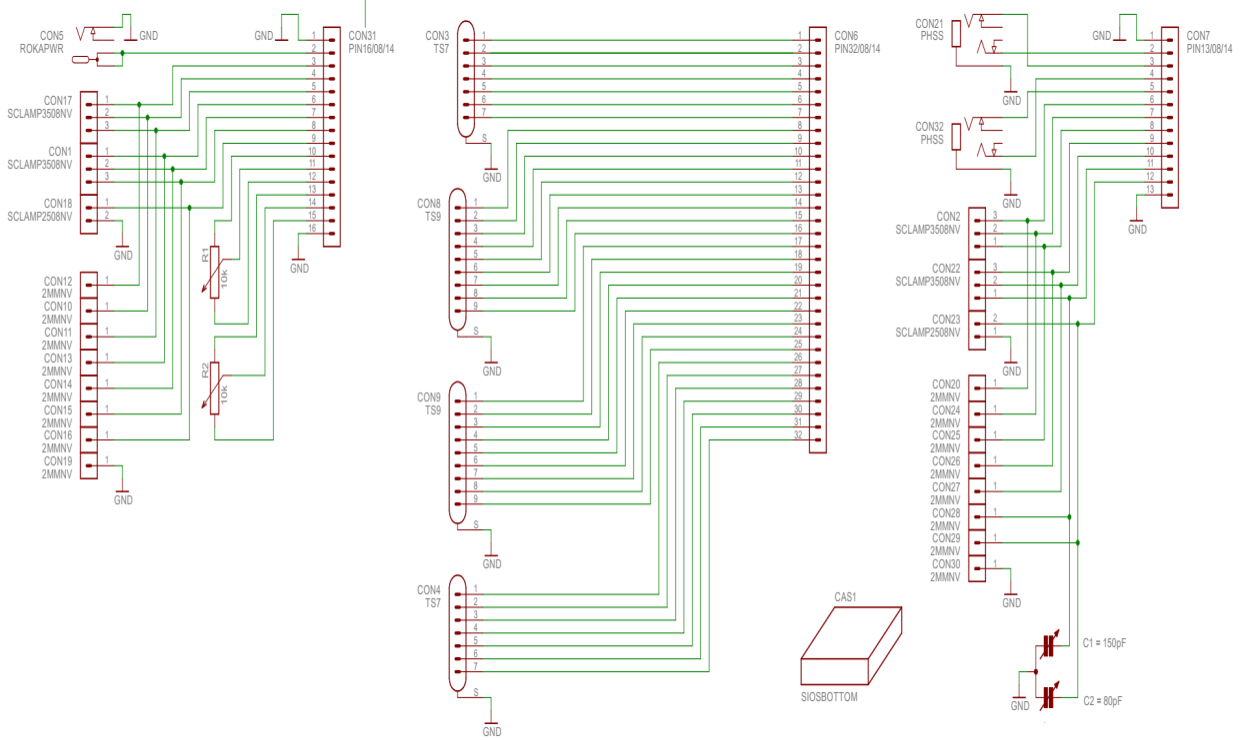 CON5
ROKAPWR
GND
GND
CON31
PIN16/08/14
1
2
3
4
5
6
7
8
9
10
11
12
13
14
15
16
GND
CON17
SCLAMP3508NV
1
2
3
CON1
SCLAMP3508NV
1
2
3
CON18
SCLAMP2508NV
1
2
GND
R1
10k
R2
10k
CON12
2MMNV
1
CON10
2MMNV
1
CON11
2MMNV
1
CON13
2MMNV
1
CON14
2MMNV
1
CON15
2MMNV
1
CON16
2MMNV
1
CON19
2MMNV
1
GND
CON3
TS7
1
2
3
4
5
6
7
S
GND
CON8
TS9
1
2
3
4
5
6
7
8
9
S
GND
CON9
TS9
1
2
3
4
5
6
7
8
9
S
GND
CON4
TS7
1
2
3
4
5
6
7
S
GND
CON6
PIN32/08/14
1
2
3
4
5
6
7
8
9
10
11
12
13
14
15
16
17
18
19
20
21
22
23
24
25
26
27
28
29
30
31
32
CAS1
SIOSBOTTOM
CON21
PHSS
GND
CON32
PHSS
GND
GND
CON7
PIN13/08/14
1
2
3
4
5
6
7
8
9
10
11
12
13
GND
CON2
SCLAMP3508NV
3
2
1
CON22
SCLAMP3508NV
3
2
1
CON23
SCLAMP2508NV
2
1
GND
CON20
2MMNV
1
CON24
2MMNV
1
CON25
2MMNV
1
CON26
2MMNV
1
CON27
2MMNV
1
CON28
2MMNV
1
CON29
2MMNV
1
CON30
2MMNV
1
GND
C1 = 150pF
GND
C2 = 80pF